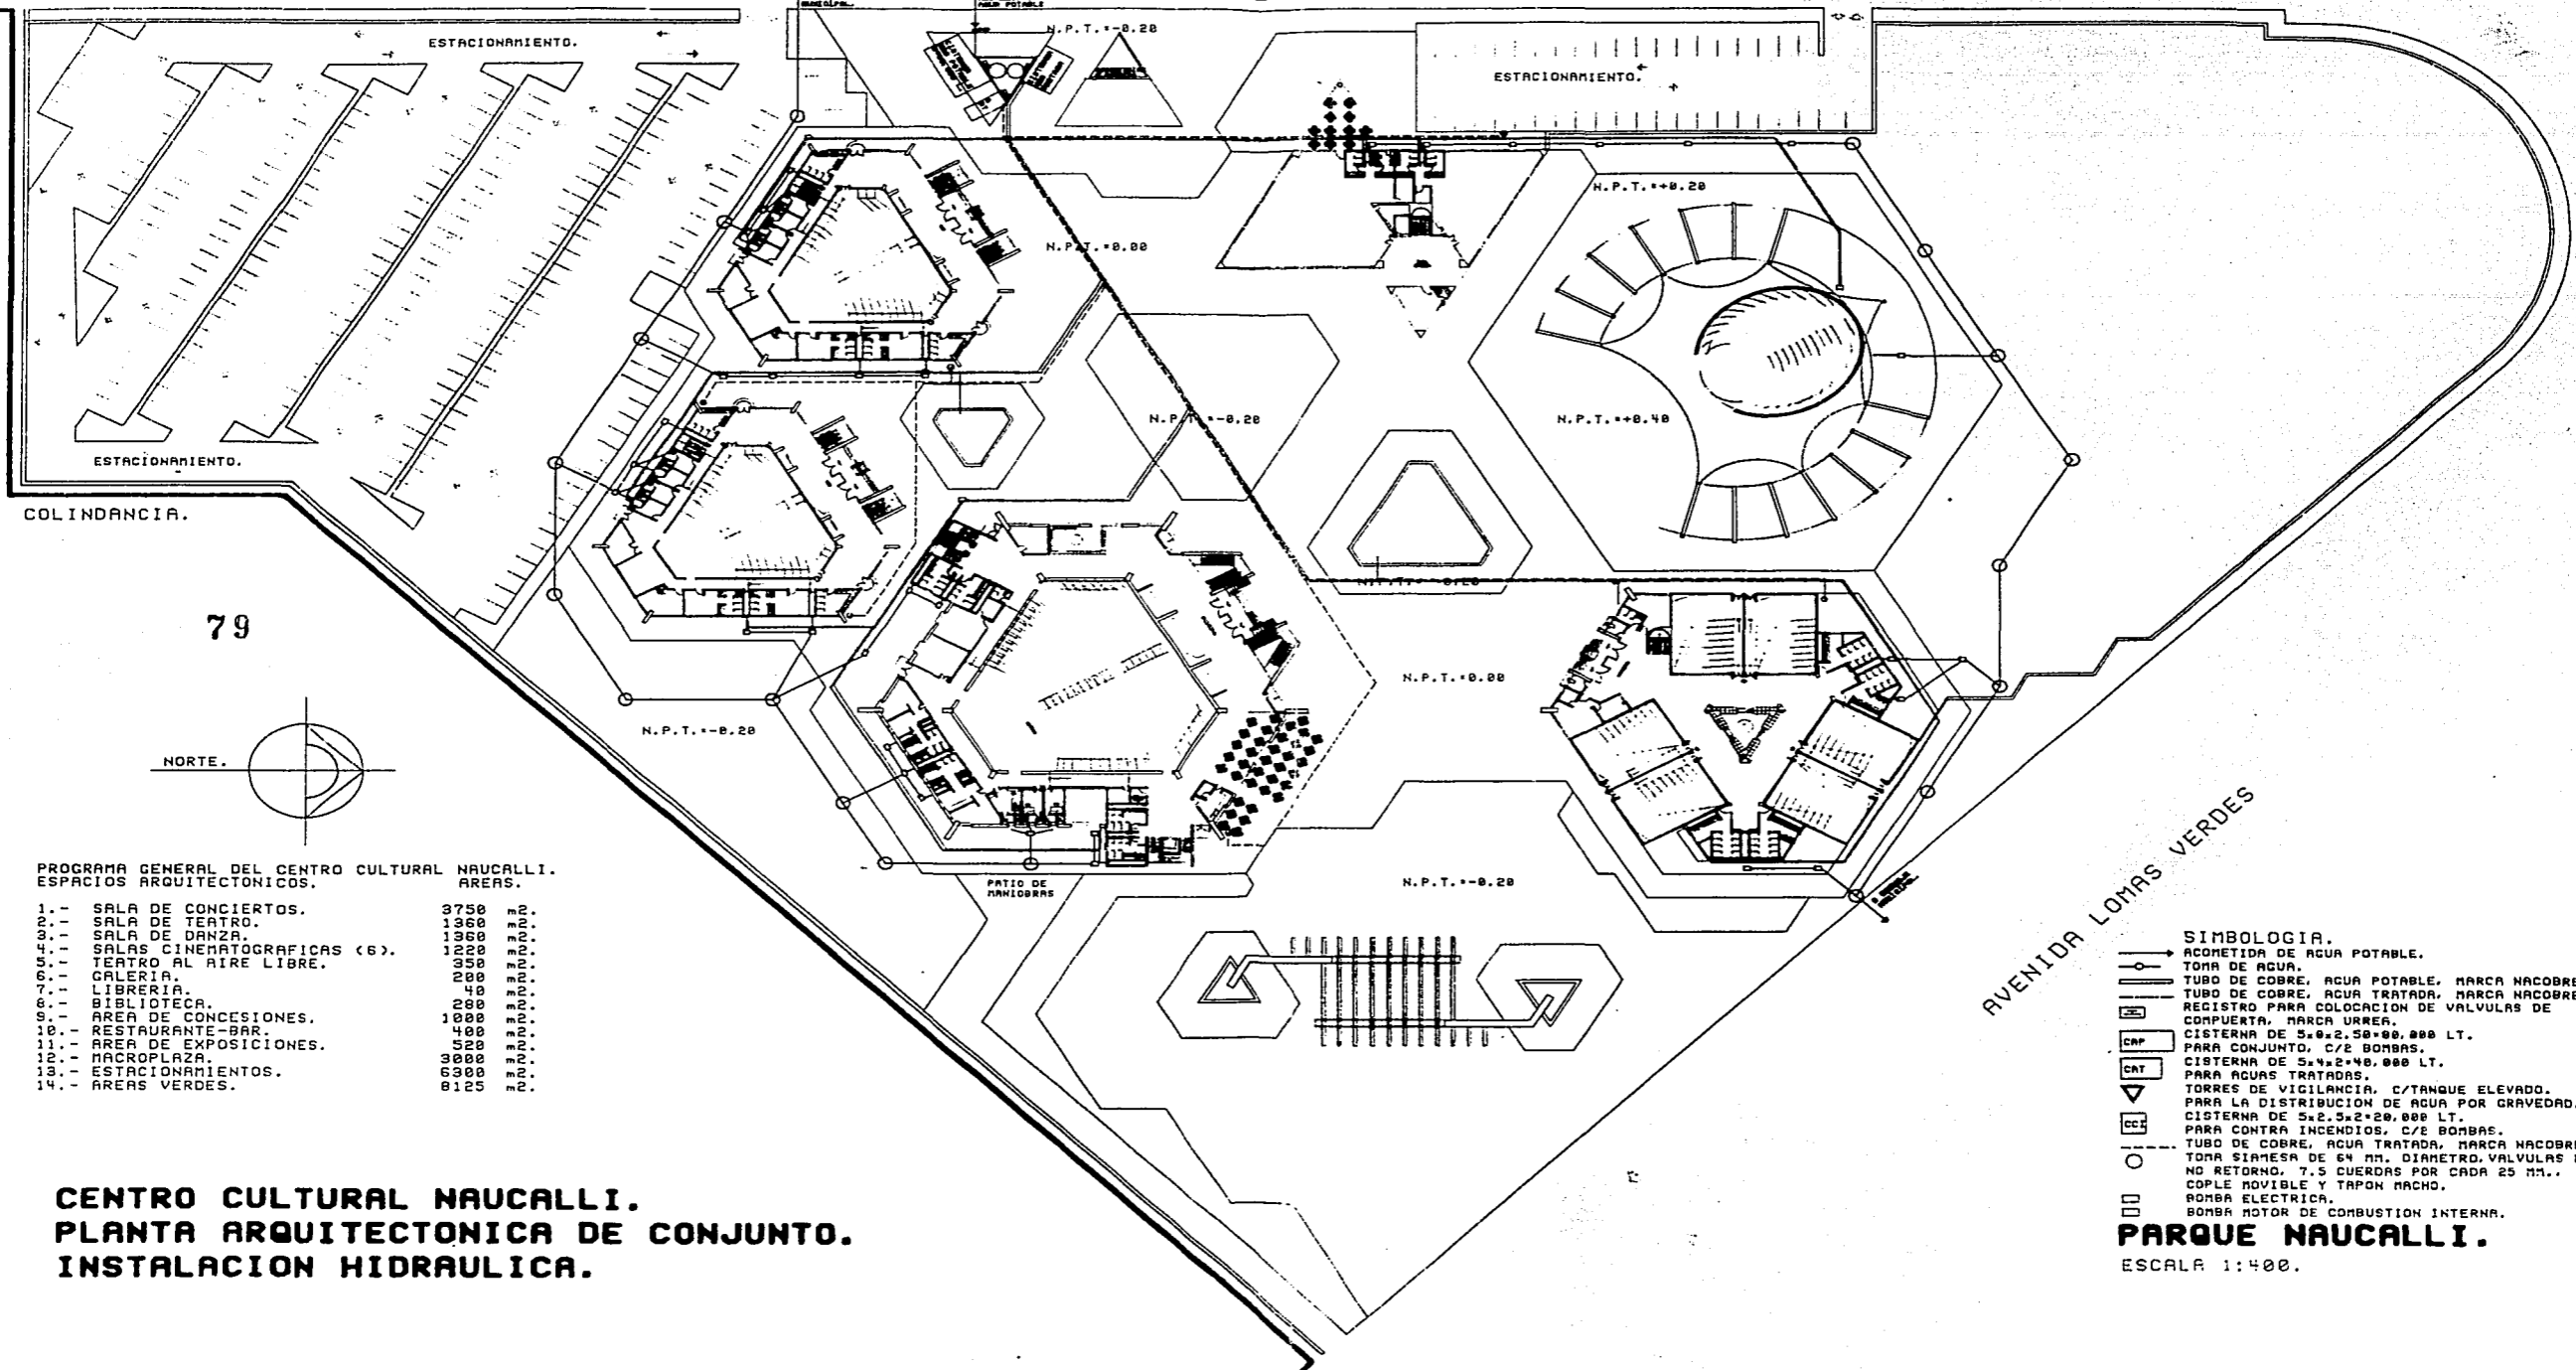 MUNICIPAL.
AGUA POTABLE
N.P.T.=-0.20
ESTACIONAMIENTO.
ESTACIONAMIENTO.
N.P.T.=+0.20
N.P.T.=0.00
N.P.T.=-0.20
N.P.T.=+0.40
ESTACIONAMIENTO.
COLINDANCIA.
N.P.T.=-0.20
79
N.P.T.=0.00
N.P.T.=-0.20
NORTE.
N.P.T.=-0.20
PATIO DE
MANIOBRAS
AVENIDA LOMAS VERDES
PROGRAMA GENERAL DEL CENTRO CULTURAL NAUCALLI.
ESPACIOS ARQUITECTONICOS. AREAS.
1.- SALA DE CONCIERTOS. 3750 m2.
2.- SALA DE TEATRO. 1360 m2.
3.- SALA DE DANZA. 1360 m2.
4.- SALAS CINEMATOGRAFICAS (6). 1220 m2.
5.- TEATRO AL AIRE LIBRE. 350 m2.
6.- GALERIA. 200 m2.
7.- LIBRERIA. 40 m2.
8.- BIBLIOTECA. 280 m2.
9.- AREA DE CONCESIONES. 1000 m2.
10.- RESTAURANTE-BAR. 400 m2.
11.- AREA DE EXPOSICIONES. 520 m2.
12.- MACROPLAZA. 3000 m2.
13.- ESTACIONAMIENTOS. 6300 m2.
14.- AREAS VERDES. 8125 m2.
SIMBOLOGIA.
ACOMETIDA DE AGUA POTABLE.
TOMA DE AGUA.
TUBO DE COBRE, AGUA POTABLE, MARCA NACOBRE
TUBO DE COBRE, AGUA TRATADA, MARCA NACOBRE
REGISTRO PARA COLOCACION DE VALVULAS DE
COMPUERTA, MARCA URREA.
CAP CISTERNA DE 5x8x2.50=80,000 LT.
PARA CONJUNTO, C/2 BOMBAS.
CAT CISTERNA DE 5x4x2=40,000 LT.
PARA AGUAS TRATADAS.
TORRES DE VIGILANCIA, C/TANQUE ELEVADO.
PARA LA DISTRIBUCION DE AGUA POR GRAVEDAD.
CCI CISTERNA DE 5x2.5x2=20,000 LT.
PARA CONTRA INCENDIOS, C/2 BOMBAS.
TUBO DE COBRE, AGUA TRATADA, MARCA NACOBRE
TOMA SIAMESA DE 64 MM. DIAMETRO, VALVULAS
NO RETORNO, 7.5 CUERDAS POR CADA 25 MM.,
COPLE MOVIBLE Y TAPON MACHO.
BOMBA ELECTRICA.
BOMBA MOTOR DE COMBUSTION INTERNA.
CENTRO CULTURAL NAUCALLI.
PLANTA ARQUITECTONICA DE CONJUNTO.
INSTALACION HIDRAULICA.
PARQUE NAUCALLI.
ESCALA 1:400.